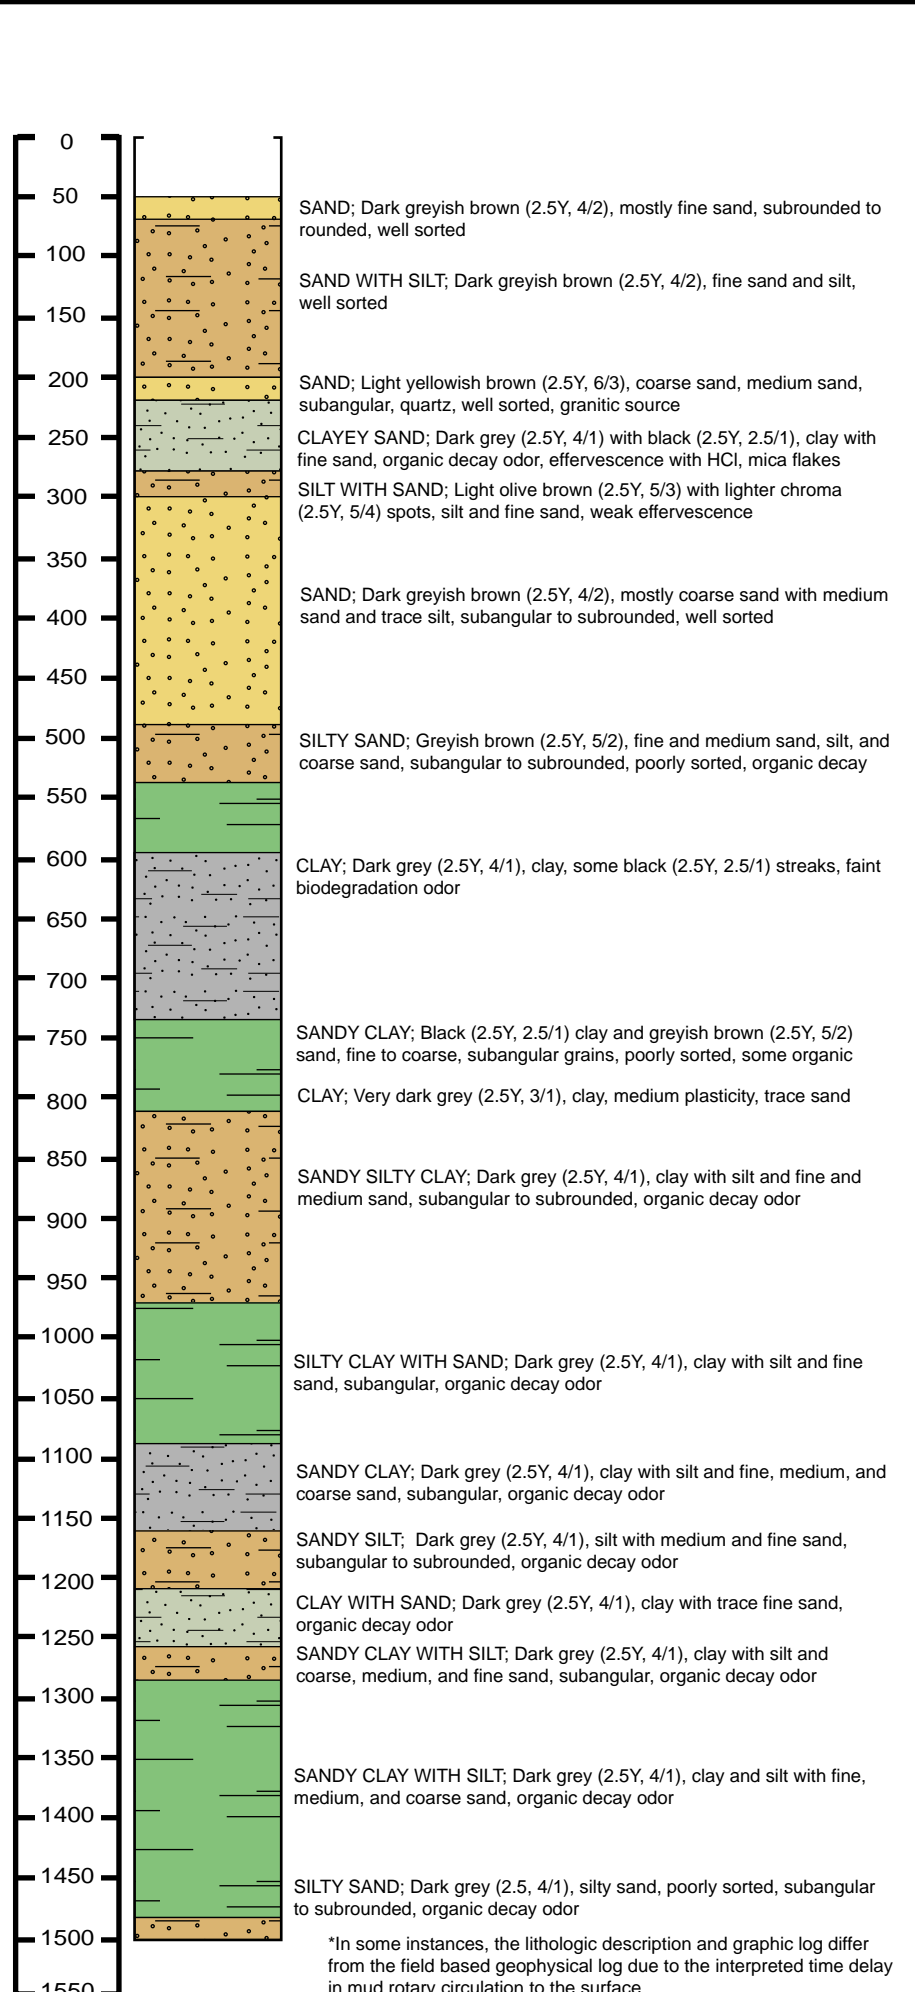 0
50
SAND; Dark greyish brown (2.5Y, 4/2), mostly fine sand, subrounded to
rounded, well sorted
100
SAND WITH SILT; Dark greyish brown (2.5Y, 4/2), fine sand and silt,
well sorted
150
200
SAND; Light yellowish brown (2.5Y, 6/3), coarse sand, medium sand,
subangular, quartz, well sorted, granitic source
250
CLAYEY SAND; Dark grey (2.5Y, 4/1) with black (2.5Y, 2.5/1), clay with
fine sand, organic decay odor, effervescence with HCl, mica flakes
300
SILT WITH SAND; Light olive brown (2.5Y, 5/3) with lighter chroma
(2.5Y, 5/4) spots, silt and fine sand, weak effervescence
350
400
SAND; Dark greyish brown (2.5Y, 4/2), mostly coarse sand with medium
sand and trace silt, subangular to subrounded, well sorted
450
500
SILTY SAND; Greyish brown (2.5Y, 5/2), fine and medium sand, silt, and
coarse sand, subangular to subrounded, poorly sorted, organic decay
550
600
CLAY; Dark grey (2.5Y, 4/1), clay, some black (2.5Y, 2.5/1) streaks, faint
biodegradation odor
650
700
750
SANDY CLAY; Black (2.5Y, 2.5/1) clay and greyish brown (2.5Y, 5/2)
sand, fine to coarse, subangular grains, poorly sorted, some organic
800
CLAY; Very dark grey (2.5Y, 3/1), clay, medium plasticity, trace sand
850
SANDY SILTY CLAY; Dark grey (2.5Y, 4/1), clay with silt and fine and
medium sand, subangular to subrounded, organic decay odor
900
950
1000
SILTY CLAY WITH SAND; Dark grey (2.5Y, 4/1), clay with silt and fine
sand, subangular, organic decay odor
1050
1100
SANDY CLAY; Dark grey (2.5Y, 4/1), clay with silt and fine, medium, and
coarse sand, subangular, organic decay odor
1150
SANDY SILT;  Dark grey (2.5Y, 4/1), silt with medium and fine sand,
subangular to subrounded, organic decay odor
1200
CLAY WITH SAND; Dark grey (2.5Y, 4/1), clay with trace fine sand,
organic decay odor
1250
SANDY CLAY WITH SILT; Dark grey (2.5Y, 4/1), clay with silt and
coarse, medium, and fine sand, subangular, organic decay odor
1300
1350
SANDY CLAY WITH SILT; Dark grey (2.5Y, 4/1), clay and silt with fine,
medium, and coarse sand, organic decay odor
1400
1450
SILTY SAND; Dark grey (2.5, 4/1), silty sand, poorly sorted, subangular
to subrounded, organic decay odor
1500
*In some instances, the lithologic description and graphic log differ
from the field based geophysical log due to the interpreted time delay
in mud rotary circulation to the surface
1550